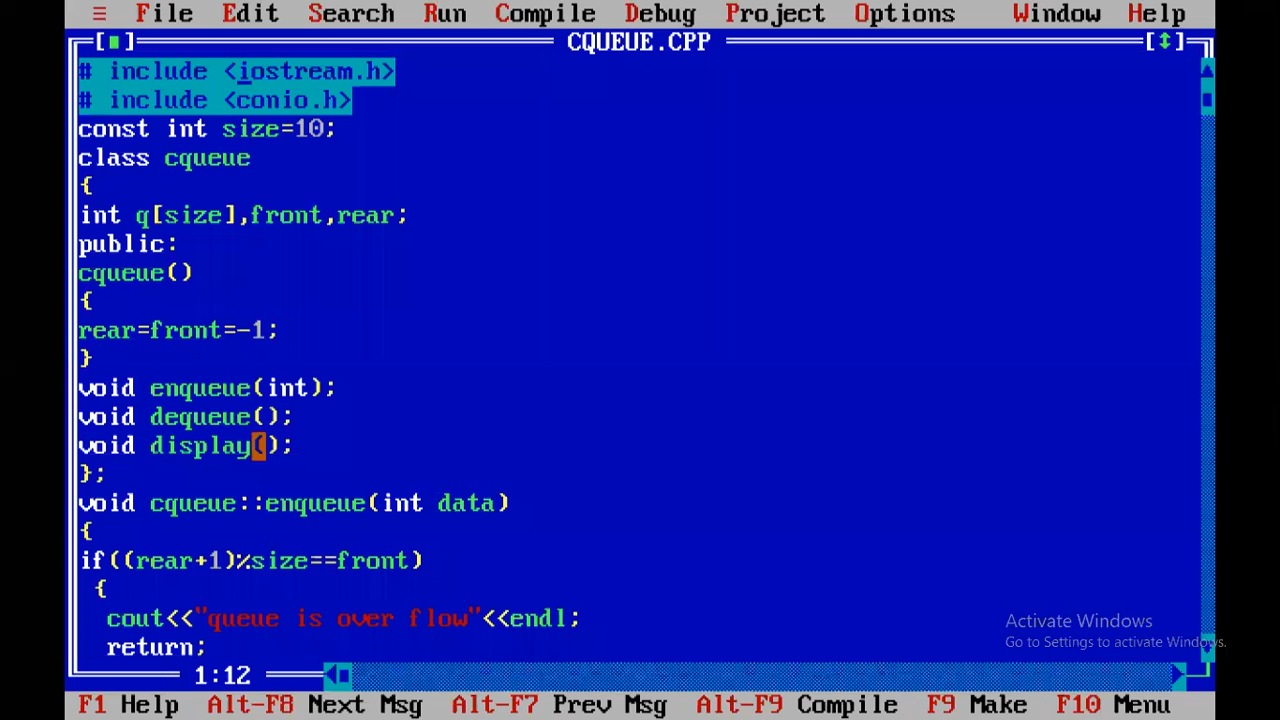 ≡ File Edit Search Run Compile Debug Project Options Window Help
[■] CQUEUE.CPP [↕]
# include <iostream.h>
# include <conio.h>
const int size=10;
class cqueue
{
int q[size],front,rear;
public:
cqueue()
{
rear=front=-1;
}
void enqueue(int);
void dequeue();
void display();
};
void cqueue::enqueue(int data)
{
if((rear+1)%size==front)
{
cout<<"queue is over flow"<<endl;
return;
Activate Windows
Go to Settings to activate Windows.
1:12
F1 Help Alt-F8 Next Msg Alt-F7 Prev Msg Alt-F9 Compile F9 Make F10 Menu